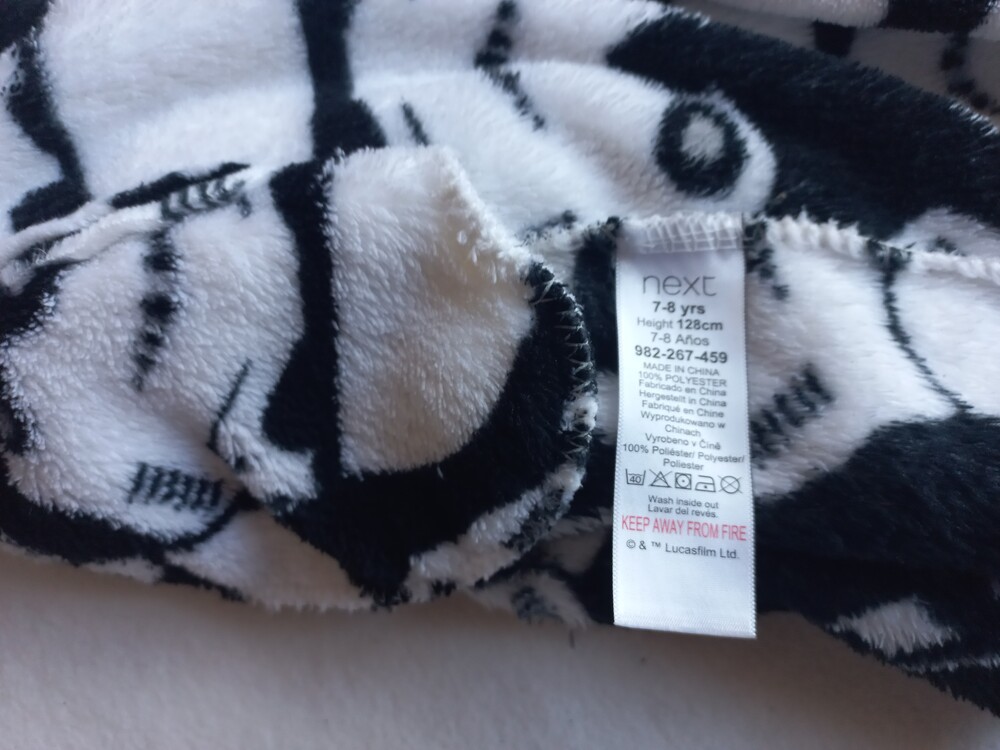 next
7-8 yrs
Height 128cm
7-8 Años
982-267-459
MADE IN CHINA
100% POLYESTER
Fabricado en China
Hergestellt in China
Fabriqué en Chine
Wyprodukowano w
Chinach
Vyrobeno v Číně
100% Poliéster/ Polyester/
Poliester
40
Wash inside out
Lavar del revés.
KEEP AWAY FROM FIRE
© & ™ Lucasfilm Ltd.